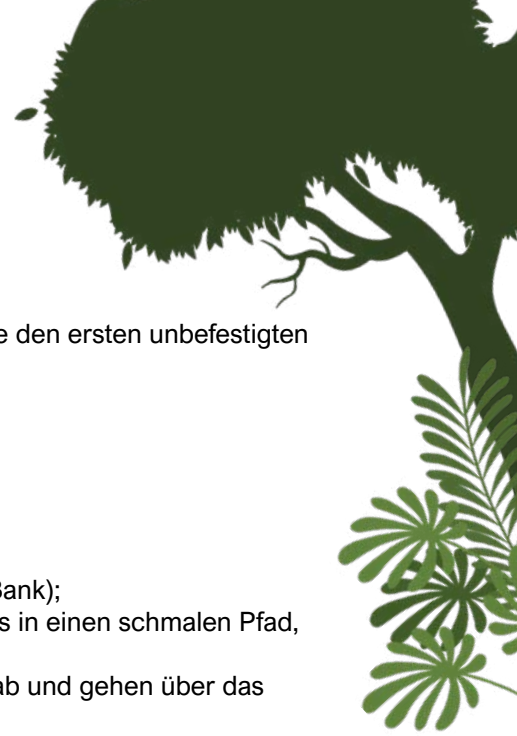 den ersten unbefestigten
Bank);
in einen schmalen Pfad,
ab und gehen über das